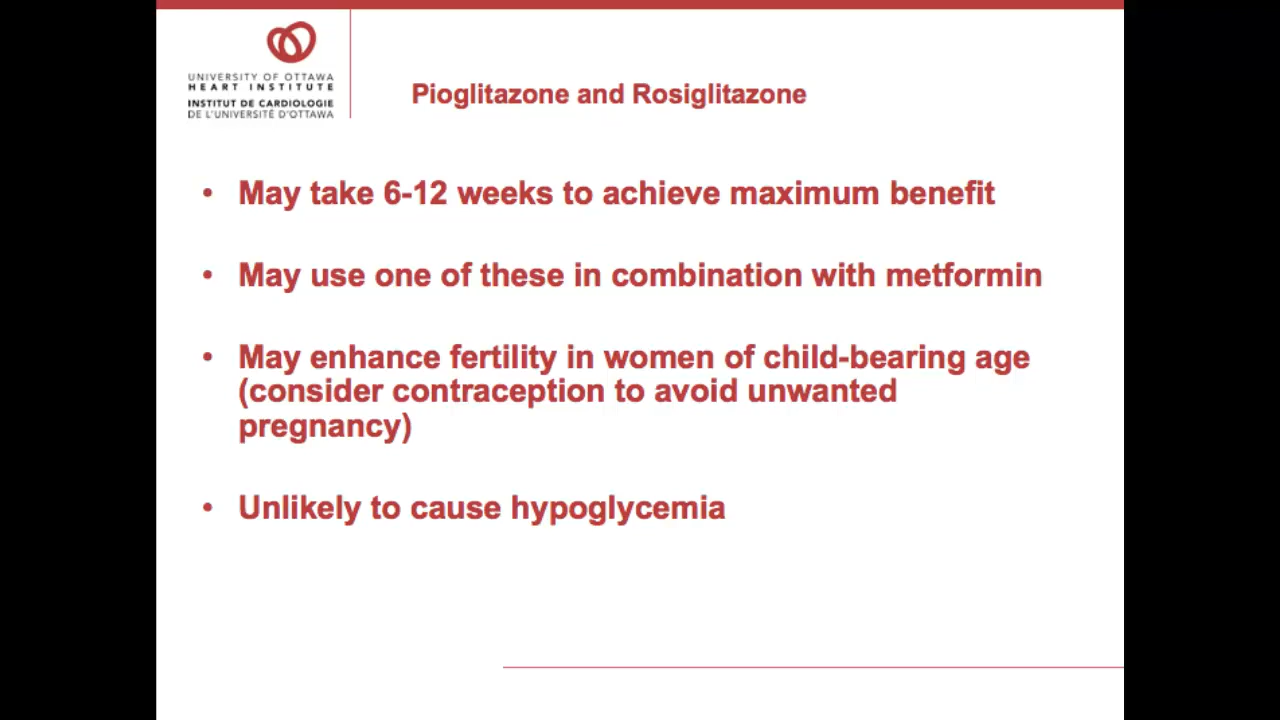 UNIVERSITY OF OTTAWA
HEART INSTITUTE
INSTITUT DE CARDIOLOGIE
DE L'UNIVERSITÉ D'OTTAWA
Pioglitazone and Rosiglitazone
• May take 6-12 weeks to achieve maximum benefit
• May use one of these in combination with metformin
• May enhance fertility in women of child-bearing age
(consider contraception to avoid unwanted
pregnancy)
• Unlikely to cause hypoglycemia